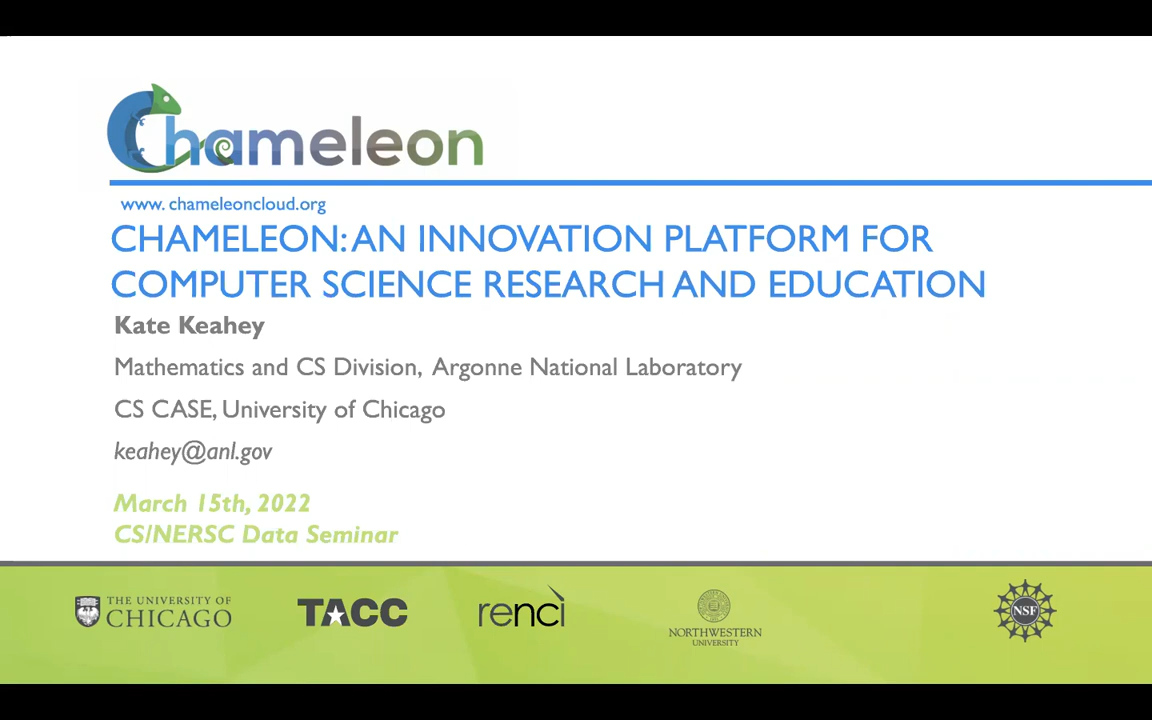 Chameleon
www. chameleoncloud.org
CHAMELEON: AN INNOVATION PLATFORM FOR
COMPUTER SCIENCE RESEARCH AND EDUCATION
Kate Keahey
Mathematics and CS Division, Argonne National Laboratory
CS CASE, University of Chicago
keahey@anl.gov
March 15th, 2022
CS/NERSC Data Seminar
THE UNIVERSITY OF
CHICAGO
TACC
renci
NORTHWESTERN
UNIVERSITY
NSF